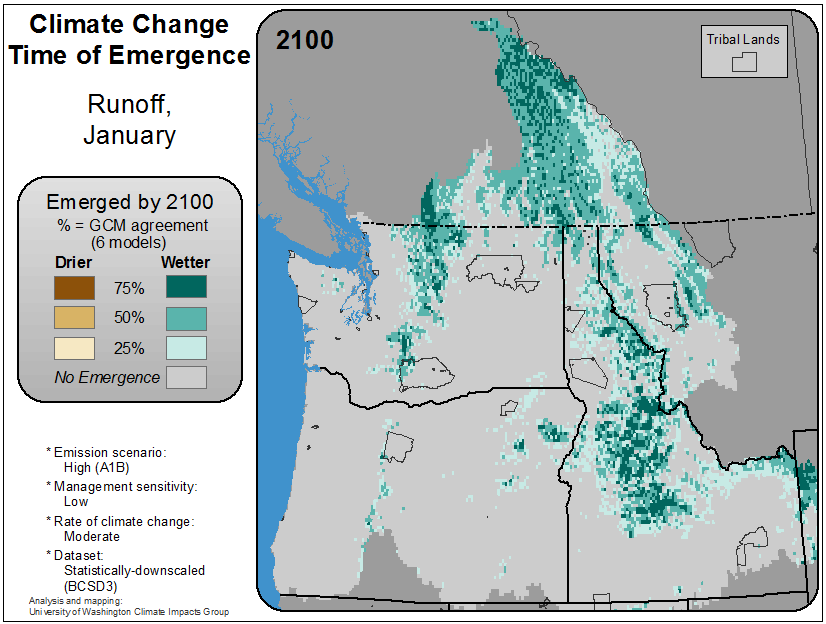 Climate Change
Time of Emergence
Runoff,
January
Emerged by 2100
% = GCM agreement
(6 models)
Drier Wetter
75%
50%
25%
No Emergence
* Emission scenario:
High (A1B)
* Management sensitivity:
Low
* Rate of climate change:
Moderate
* Dataset:
Statistically-downscaled
(BCSD3)
Analysis and mapping:
University of Washington Climate Impacts Group
2100
Tribal Lands